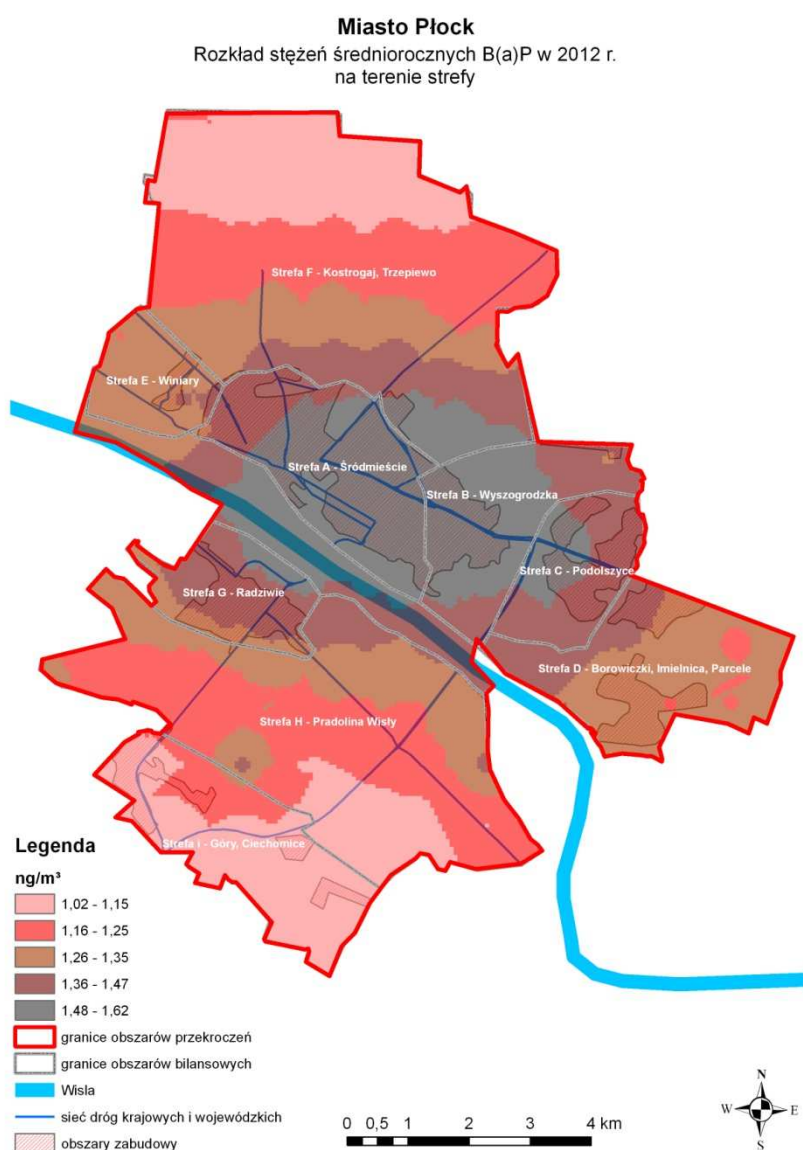 Miasto Płock
Rozkład stężeń średniorocznych B(a)P w 2012 r.
na terenie strefy
Strefa F - Kostrogaj, Trzepiewo
Strefa E - Winiary
Strefa A - Śródmieście
Strefa B - Wyszogrodzka
Strefa C - Podolszyce
Strefa G - Radziwie
Strefa D - Borowiczki, Imielnica, Parcele
Strefa H - Pradolina Wisły
Strefa i - Góry, Ciechomice
Legenda
ng/m³
1,02 - 1,15
1,16 - 1,25
1,26 - 1,35
1,36 - 1,47
1,48 - 1,62
granice obszarów przekroczeń
granice obszarów bilansowych
Wisla
sieć dróg krajowych i wojewódzkich
obszary zabudowy
0 0,5 1 2 3 4 km
N
W E
S